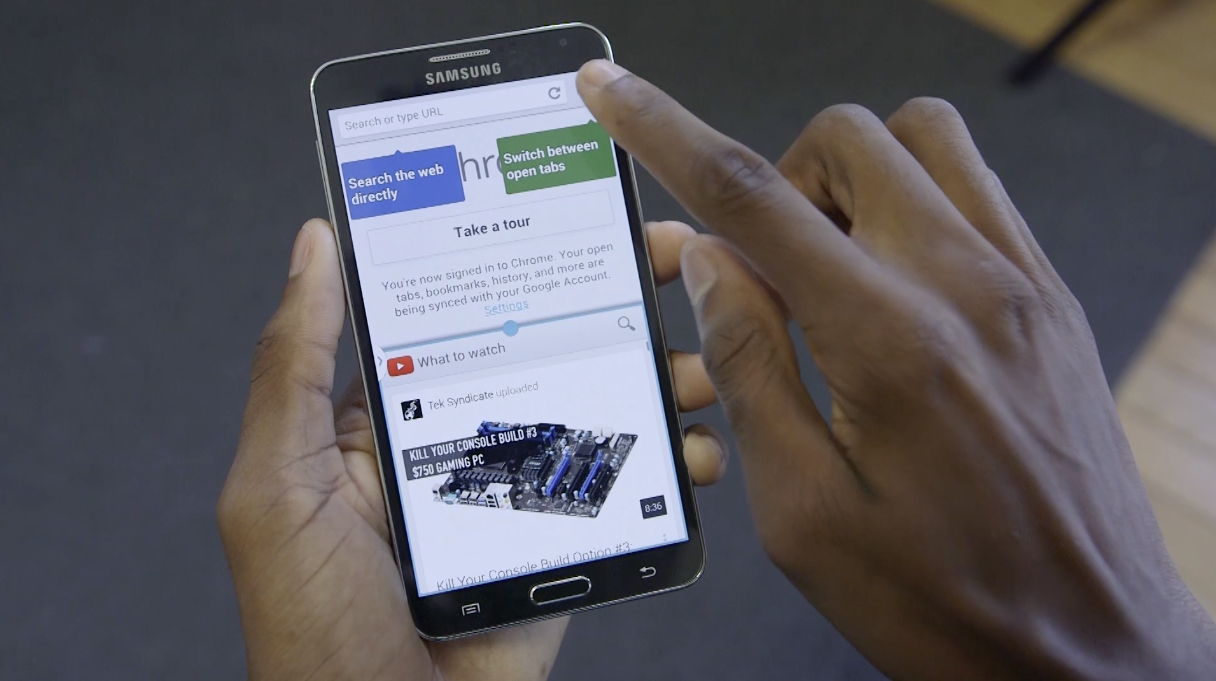 SAMSUNG
Search or type URL
Search the web
directly
hr
Switch between
open tabs
Take a tour
You're now signed in to Chrome. Your open
tabs, bookmarks, history, and more are
being synced with your Google Account.
Settings
What to watch
Tek Syndicate uploaded
KILL YOUR CONSOLE BUILD #3
$750 GAMING PC
8:36
Kill Your Console Build Option #3: